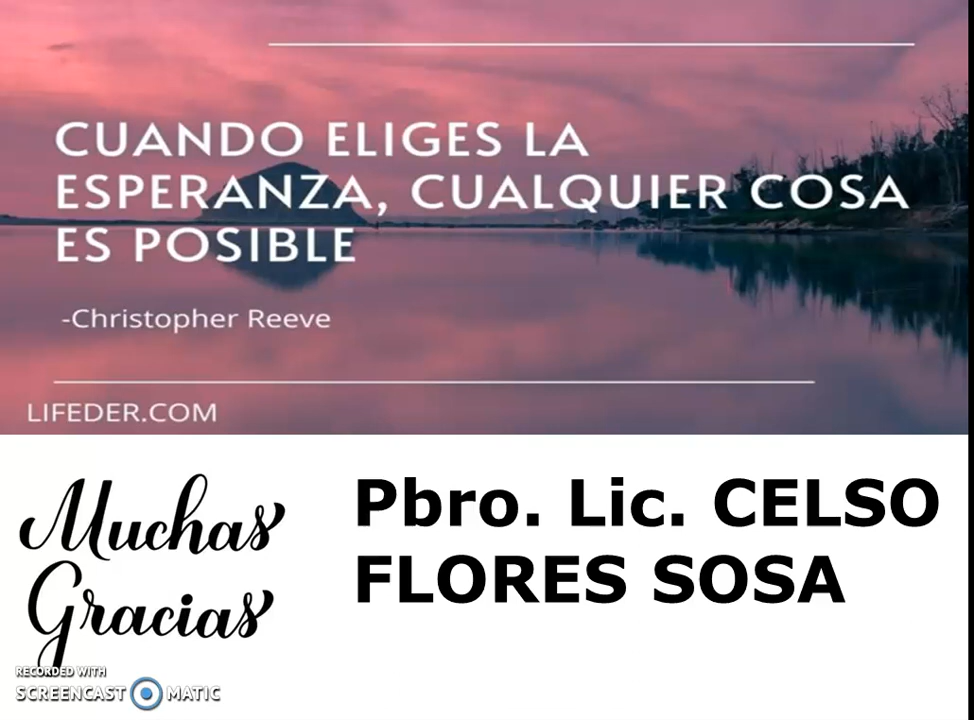 CUANDO ELIGES LA
ESPERANZA, CUALQUIER COSA
ES POSIBLE
-Christopher Reeve
LIFEDER.COM
Muchas
Gracias
Pbro. Lic. CELSO
FLORES SOSA
RECORDED WITH
SCREENCAST MATIC